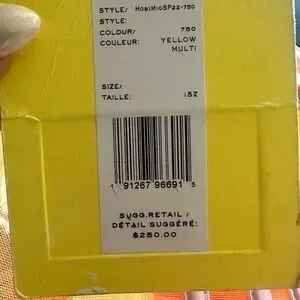 STYLE/ H061M10SP22-750
STYLE:
COLOUR/ 750
COULEUR: YELLOW
MULTI
SIZE/
TAILLE: 1SZ
1 91267 96691 5
SUGG.RETAIL /
DÉTAIL SUGGÉRÉ:
$250.00